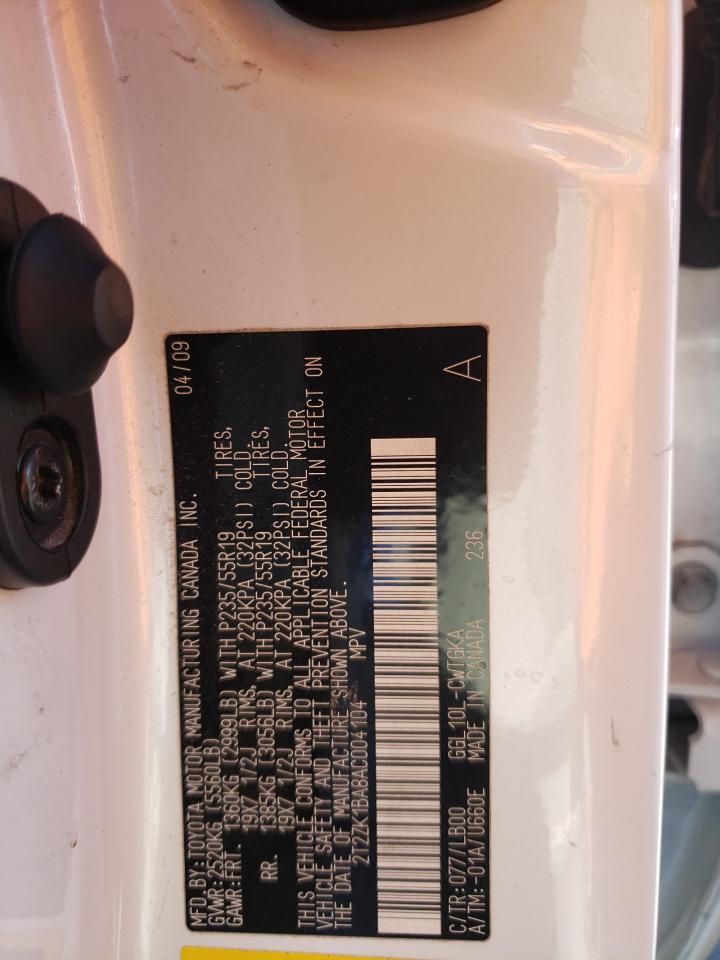 MFD. BY: TOYOTA MOTOR MANUFACTURING CANADA INC. 04/09
GVWR: 2520KG (5560LB)
GAWR: FRT. 1360KG (2999LB) WITH P235/55R19 TIRES,
19X7 1/2J RIMS, AT 220KPA (32PSI) COLD.
RR. 1385KG (3056LB) WITH P235/55R19 TIRES,
19X7 1/2J RIMS, AT 220KPA (32PSI) COLD.
THIS VEHICLE CONFORMS TO ALL APPLICABLE FEDERAL MOTOR
VEHICLE SAFETY AND THEFT PREVENTION STANDARDS IN EFFECT ON
THE DATE OF MANUFACTURE SHOWN ABOVE.
2T2ZK1BA8AC004104 MPV
A
C/TR: 077/LB00 GGL10L-CWTGKA
A/TM: -011A/U660E MADE IN CANADA 236